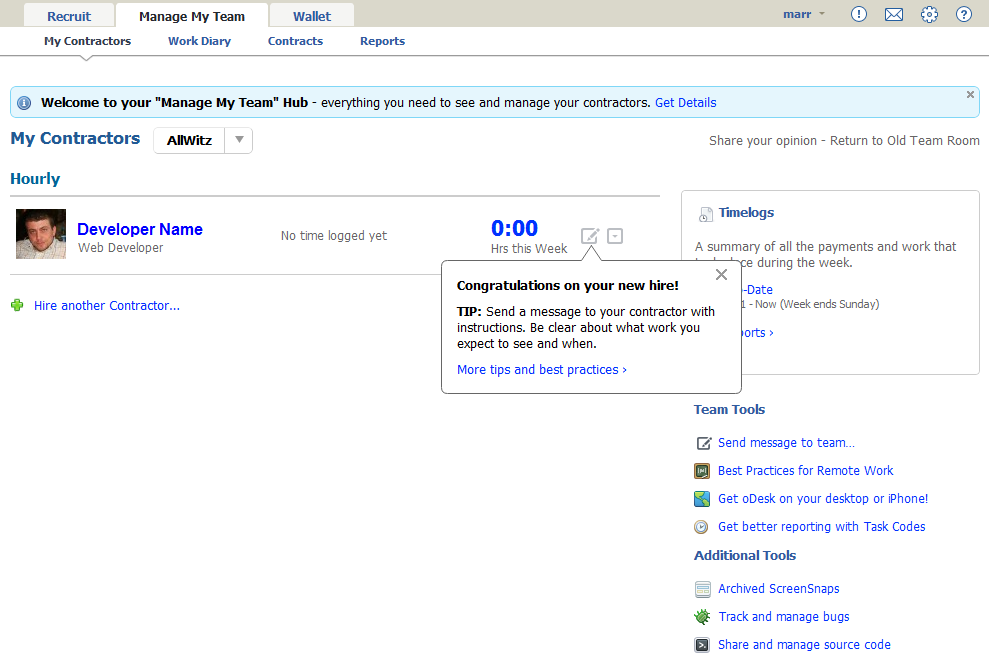 Recruit
Manage My Team
Wallet
marr
My Contractors
Work Diary
Contracts
Reports
Welcome to your "Manage My Team" Hub - everything you need to see and manage your contractors. Get Details
My Contractors
AllWitz
Share your opinion - Return to Old Team Room
Hourly
Developer Name
Web Developer
No time logged yet
0:00
Hrs this Week
Hire another Contractor...
Congratulations on your new hire!
TIP: Send a message to your contractor with
instructions. Be clear about what work you
expect to see and when.
More tips and best practices ›
Timelogs
A summary of all the payments and work that
during the week.
-Date
1 - Now (Week ends Sunday)
orts ›
Team Tools
Send message to team...
Best Practices for Remote Work
Get oDesk on your desktop or iPhone!
Get better reporting with Task Codes
Additional Tools
Archived ScreenSnaps
Track and manage bugs
Share and manage source code